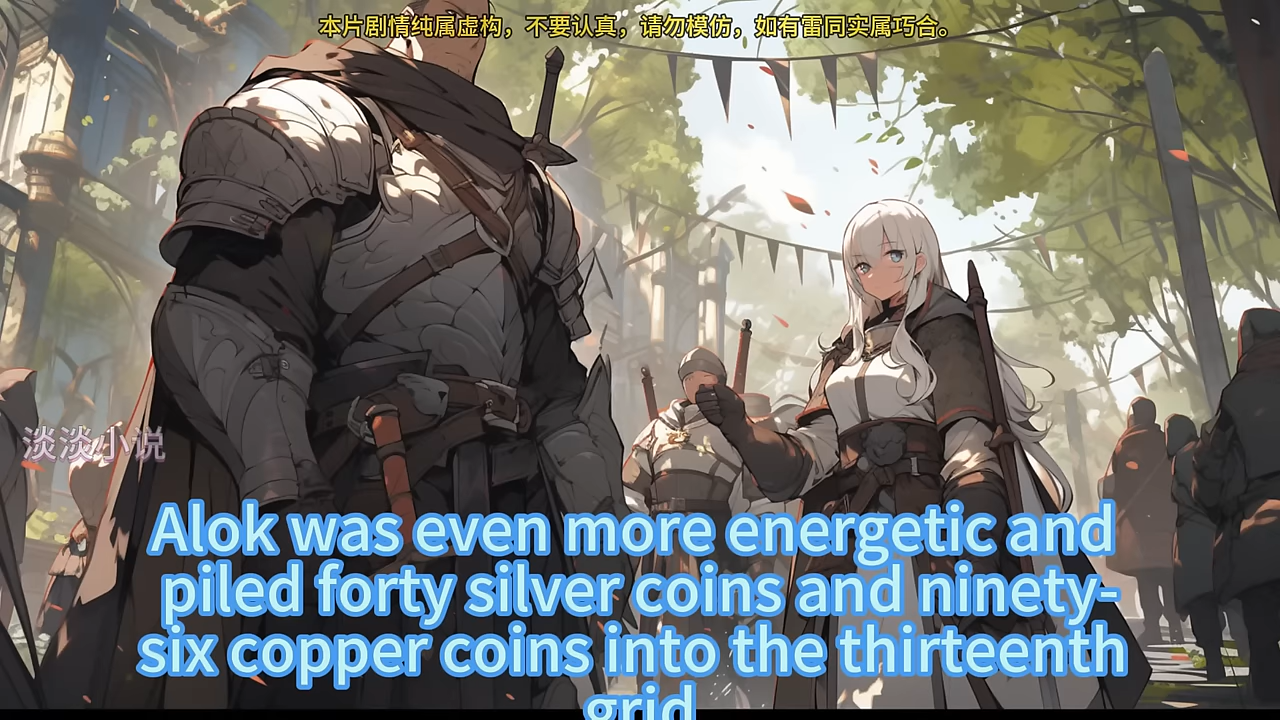 本片剧情纯属虚构，不要认真，请勿模仿，如有雷同实属巧合。
淡淡小说
Alok was even more energetic and
piled forty silver coins and ninety-
six copper coins into the thirteenth
grid